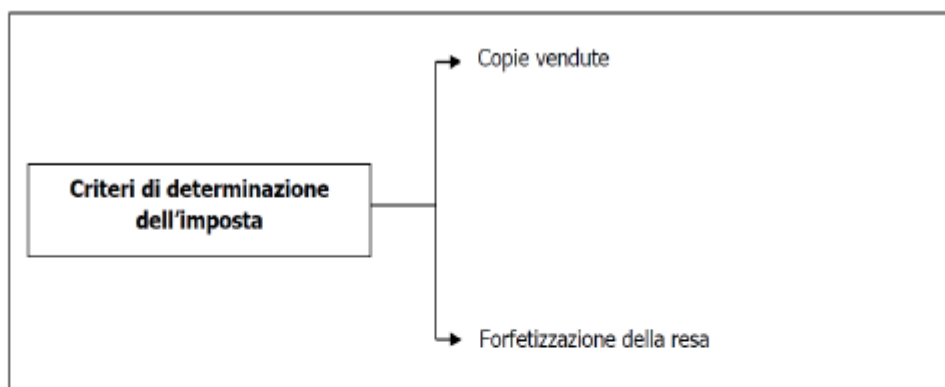 Copie vendute
Criteri di determinazione
dell'imposta
Forfetizzazione della resa